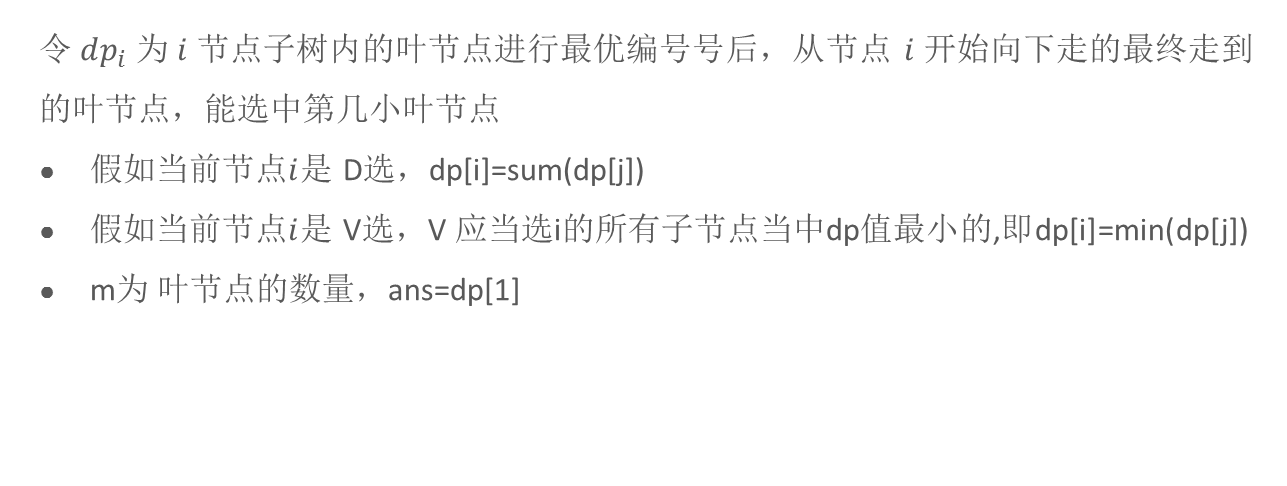 令 dpᵢ 为 i 节点子树内的叶节点进行最优编号号后，从节点 i 开始向下走的最终走到
的叶节点，能选中第几小叶节点
• 假如当前节点i是 D选，dp[i]=sum(dp[j])
• 假如当前节点i是 V选，V 应当选i的所有子节点当中dp值最小的,即dp[i]=min(dp[j])
• m为 叶节点的数量，ans=dp[1]